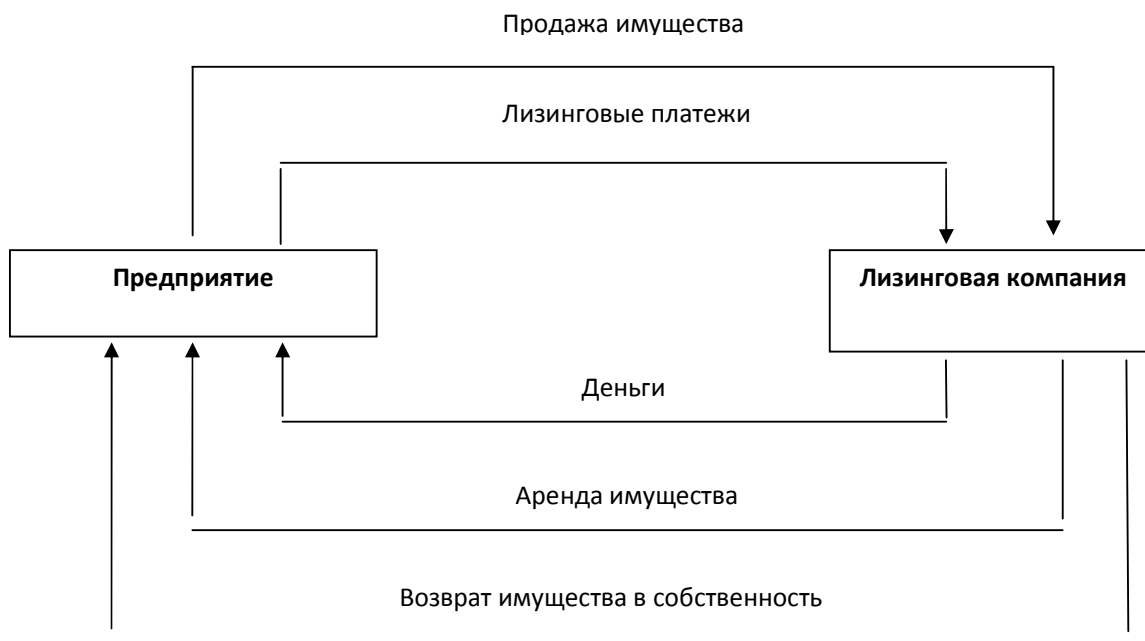 Продажа имущества
Лизинговые платежи
Предприятие
Лизинговая компания
Деньги
Аренда имущества
Возврат имущества в собственность